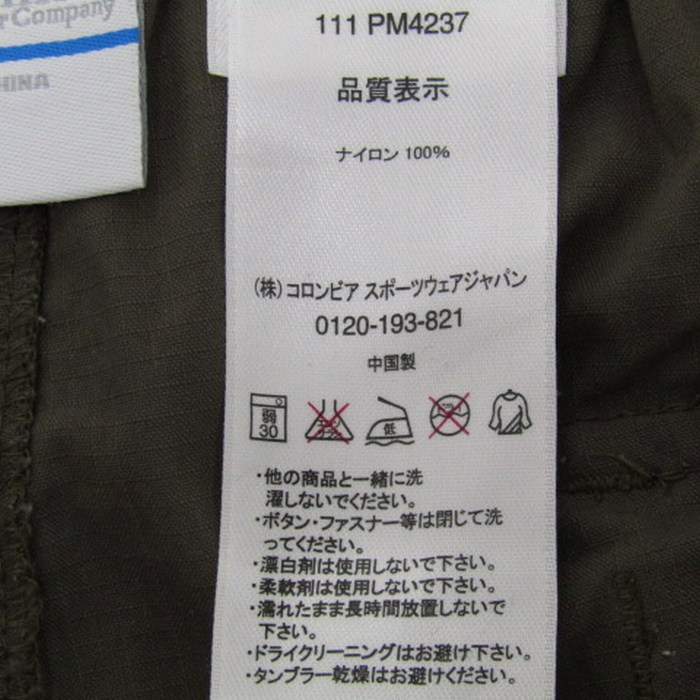 Company
CHINA
111 PM4237
品質表示
ナイロン 100%
(株)コロンビア スポーツウェアジャパン
0120-193-821
中国製
弱
30
低
・他の商品と一緒に洗
濯しないでください。
・ボタン・ファスナー等は閉じて洗
ってください。
・漂白剤は使用しないで下さい。
・柔軟剤は使用しないで下さい。
・濡れたまま長時間放置しないで
下さい。
・ドライクリーニングはお避け下さい。
・タンブラー乾燥はお避けください。